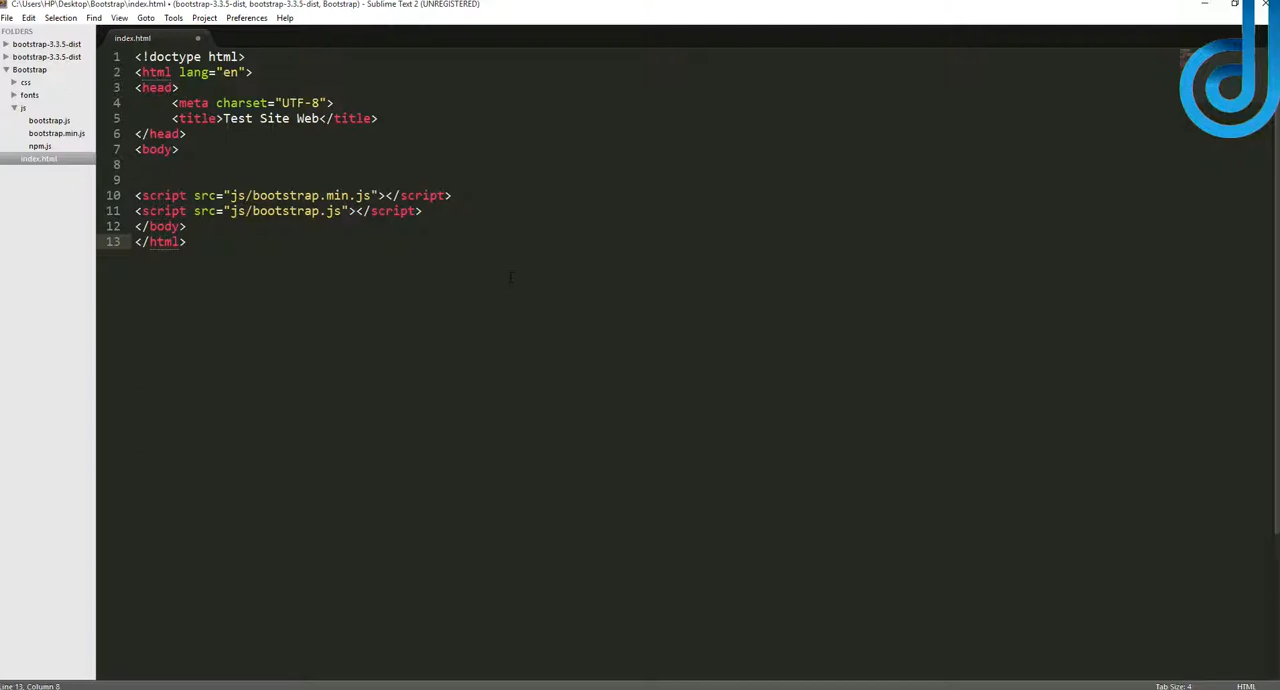 C:\Users\HP\Desktop\Bootstrap\index.html • (bootstrap-3.3.5-dist, bootstrap-3.3.5-dist, Bootstrap) - Sublime Text 2 (UNREGISTERED)
File Edit Selection Find View Goto Tools Project Preferences Help
FOLDERS
bootstrap-3.3.5-dist
bootstrap-3.3.5-dist
Bootstrap
css
fonts
js
bootstrap.js
bootstrap.min.js
npm.js
index.html
index.html
1 <!doctype html>
2 <html lang="en">
3 <head>
4 <meta charset="UTF-8">
5 <title>Test Site Web</title>
6 </head>
7 <body>
8
9
10 <script src="js/bootstrap.min.js"></script>
11 <script src="js/bootstrap.js"></script>
12 </body>
13 </html>
Line 13, Column 8
Tab Size: 4 HTML